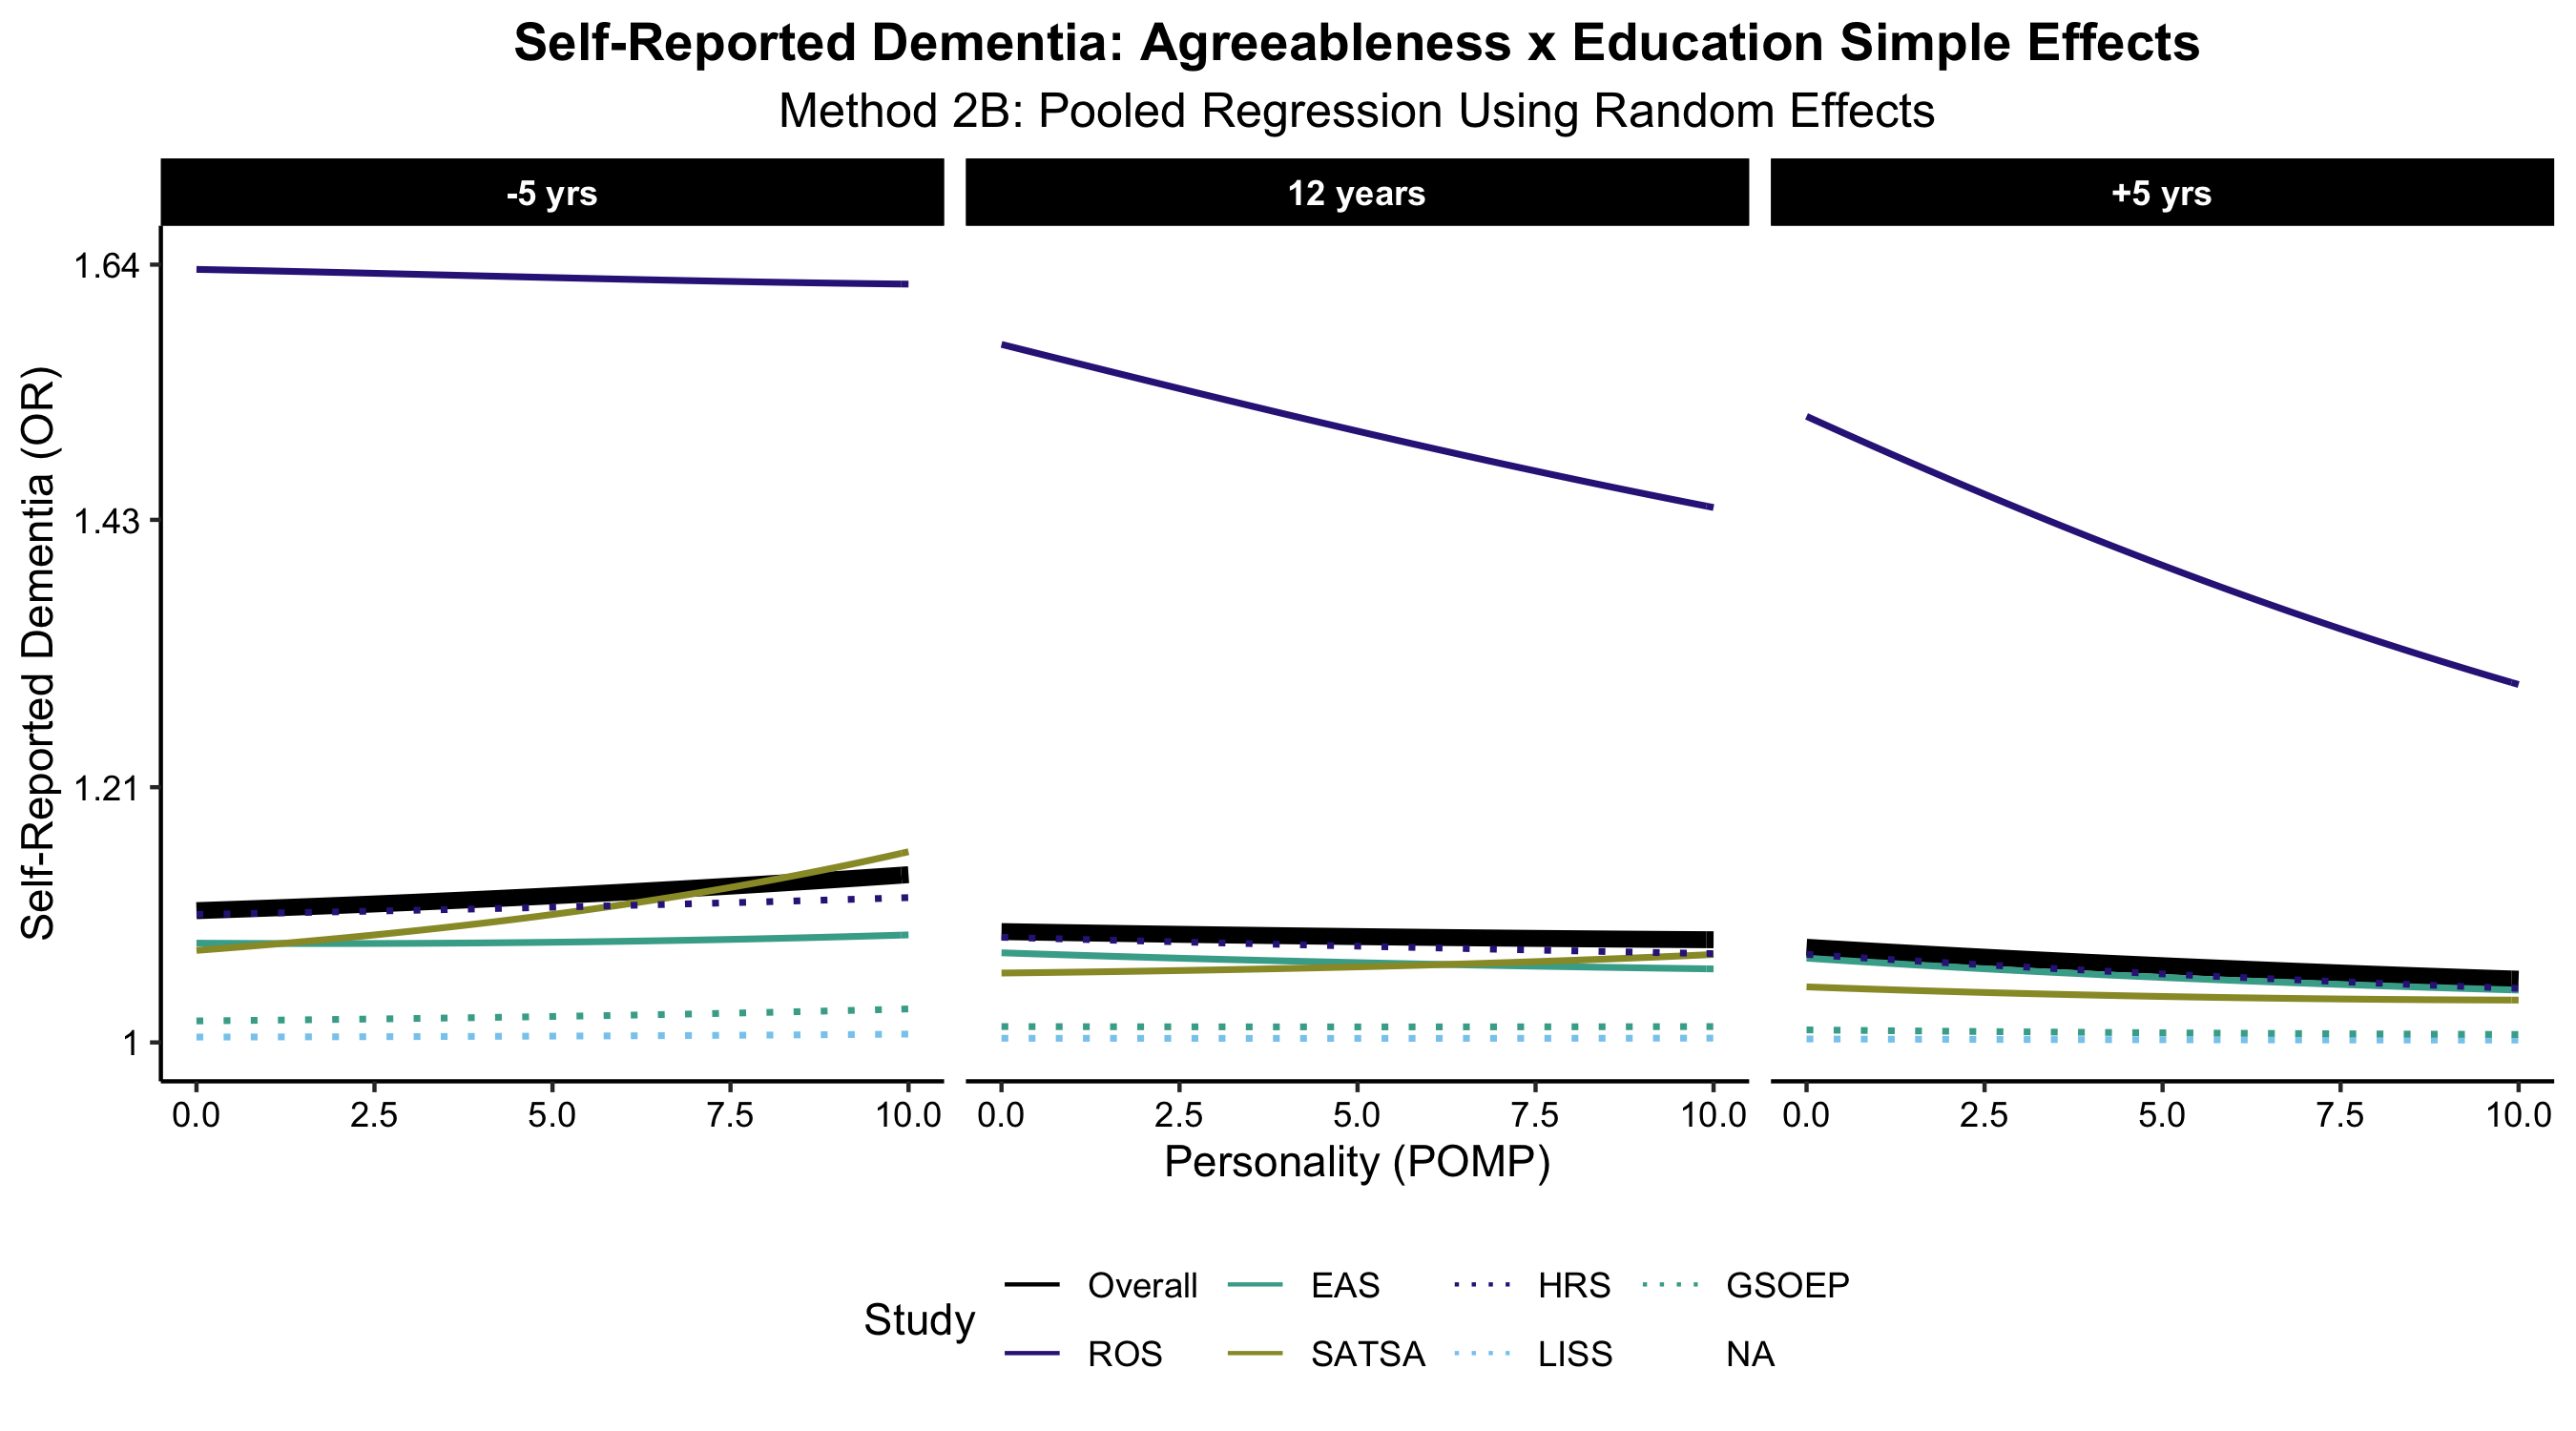 Self-Reported Dementia: Agreeableness x Education Simple Effects
Method 2B: Pooled Regression Using Random Effects
-5 yrs
12 years
+5 yrs
Self-Reported Dementia (OR)
1.64
1.43
1.21
1
0.0 2.5 5.0 7.5 10.0
0.0 2.5 5.0 7.5 10.0
0.0 2.5 5.0 7.5 10.0
Personality (POMP)
Study
Overall EAS HRS GSOEP
ROS SATSA LISS NA